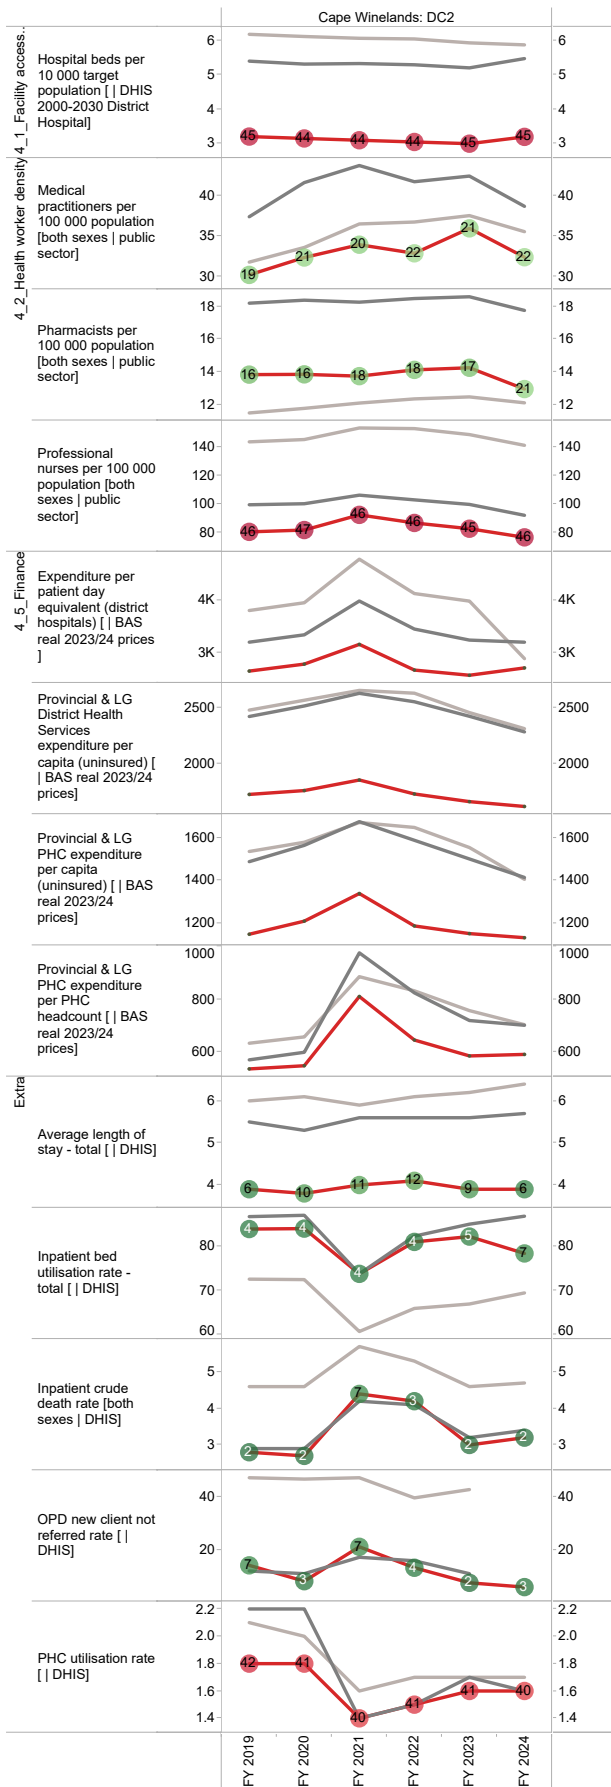 Cape Winelands: DC2
4_1_Facility access..
Hospital beds per
10 000 target
population [ | DHIS
2000-2030 District
Hospital]
6
5
4
3
45 44 44 44 45 45
6
5
4
3
4_2_Health worker density
Medical
practitioners per
100 000 population
[both sexes | public
sector]
40
35
30
19 21 20 22 21 22
40
35
30
Pharmacists per
100 000 population
[both sexes | public
sector]
18
16
14
12
16 16 18 18 17 21
18
16
14
12
Professional
nurses per 100 000
population [both
sexes | public
sector]
140
120
100
80
46 47 46 46 45 46
140
120
100
80
4_5_Finance
Expenditure per
patient day
equivalent (district
hospitals) [ | BAS
real 2023/24 prices
]
4K
3K
4K
3K
Provincial & LG
District Health
Services
expenditure per
capita (uninsured) [
| BAS real 2023/24
prices]
2500
2000
2500
2000
Provincial & LG
PHC expenditure
per capita
(uninsured) [ | BAS
real 2023/24
prices]
1600
1400
1200
1600
1400
1200
Provincial & LG
PHC expenditure
per PHC
headcount [ | BAS
real 2023/24
prices]
1000
800
600
1000
800
600
Extra
Average length of
stay - total [ | DHIS]
6
5
4
6 10 11 12 9 6
6
5
4
Inpatient bed
utilisation rate -
total [ | DHIS]
80
70
60
4 4 4 4 5 7
80
70
60
Inpatient crude
death rate [both
sexes | DHIS]
5
4
3
2 2 7 3 2 2
5
4
3
OPD new client not
referred rate [ |
DHIS]
40
20
7 3 7 4 2 3
40
20
PHC utilisation rate
[ | DHIS]
2.2
2.0
1.8
1.6
1.4
42 41 40 41 41 40
2.2
2.0
1.8
1.6
1.4
FY 2019
FY 2020
FY 2021
FY 2022
FY 2023
FY 2024